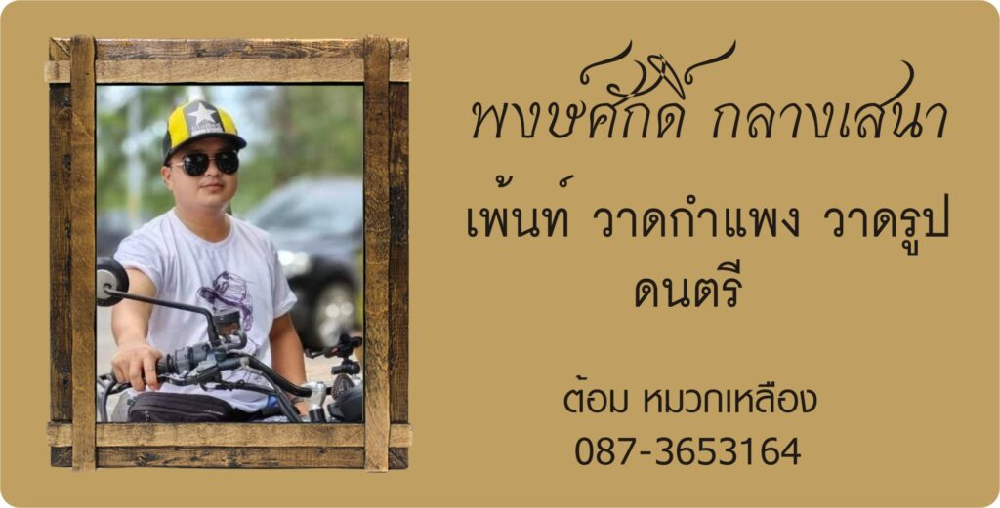 พงษ์ศักดิ์ กลางเสนา
เพ้นท์ วาดกำแพง วาดรูป
ดนตรี
ต้อม หมวกเหลือง
087-3653164